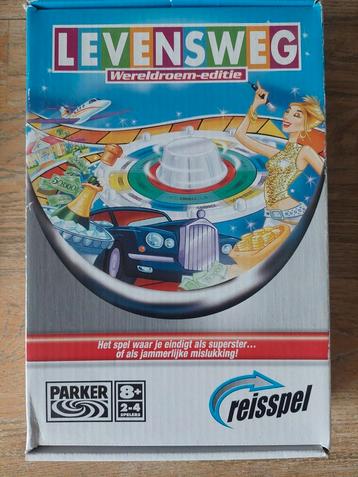 LEVENSWEG
Wereldroem-editie
Het spel waar je eindigt als superster...
of als jammerlijke mislukking!
PARKER
8+
2-4
SPELERS
reisspel